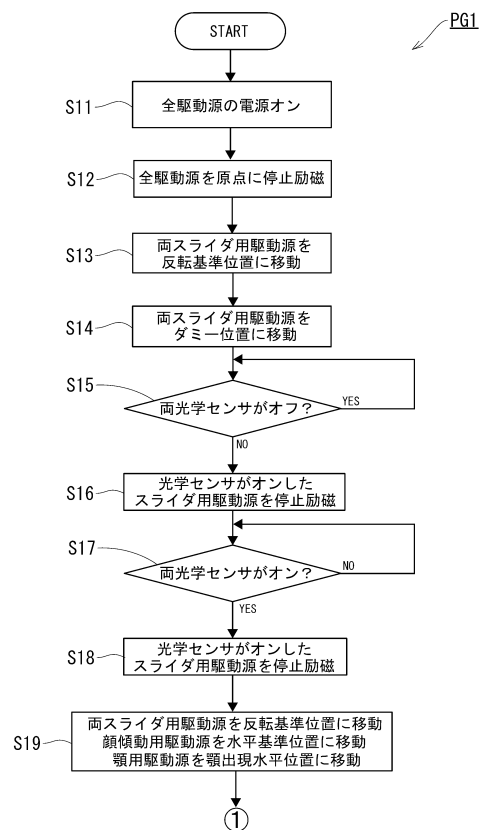 START
PG1
S11
全駆動源の電源オン
S12
全駆動源を原点に停止励磁
S13
両スライダ用駆動源を
反転基準位置に移動
S14
両スライダ用駆動源を
ダミー位置に移動
S15
両光学センサがオフ？
YES
NO
S16
光学センサがオンした
スライダ用駆動源を停止励磁
S17
両光学センサがオン？
NO
YES
S18
光学センサがオンした
スライダ用駆動源を停止励磁
S19
両スライダ用駆動源を反転基準位置に移動
顔傾動用駆動源を水平基準位置に移動
顎用駆動源を顎出現水平位置に移動
①